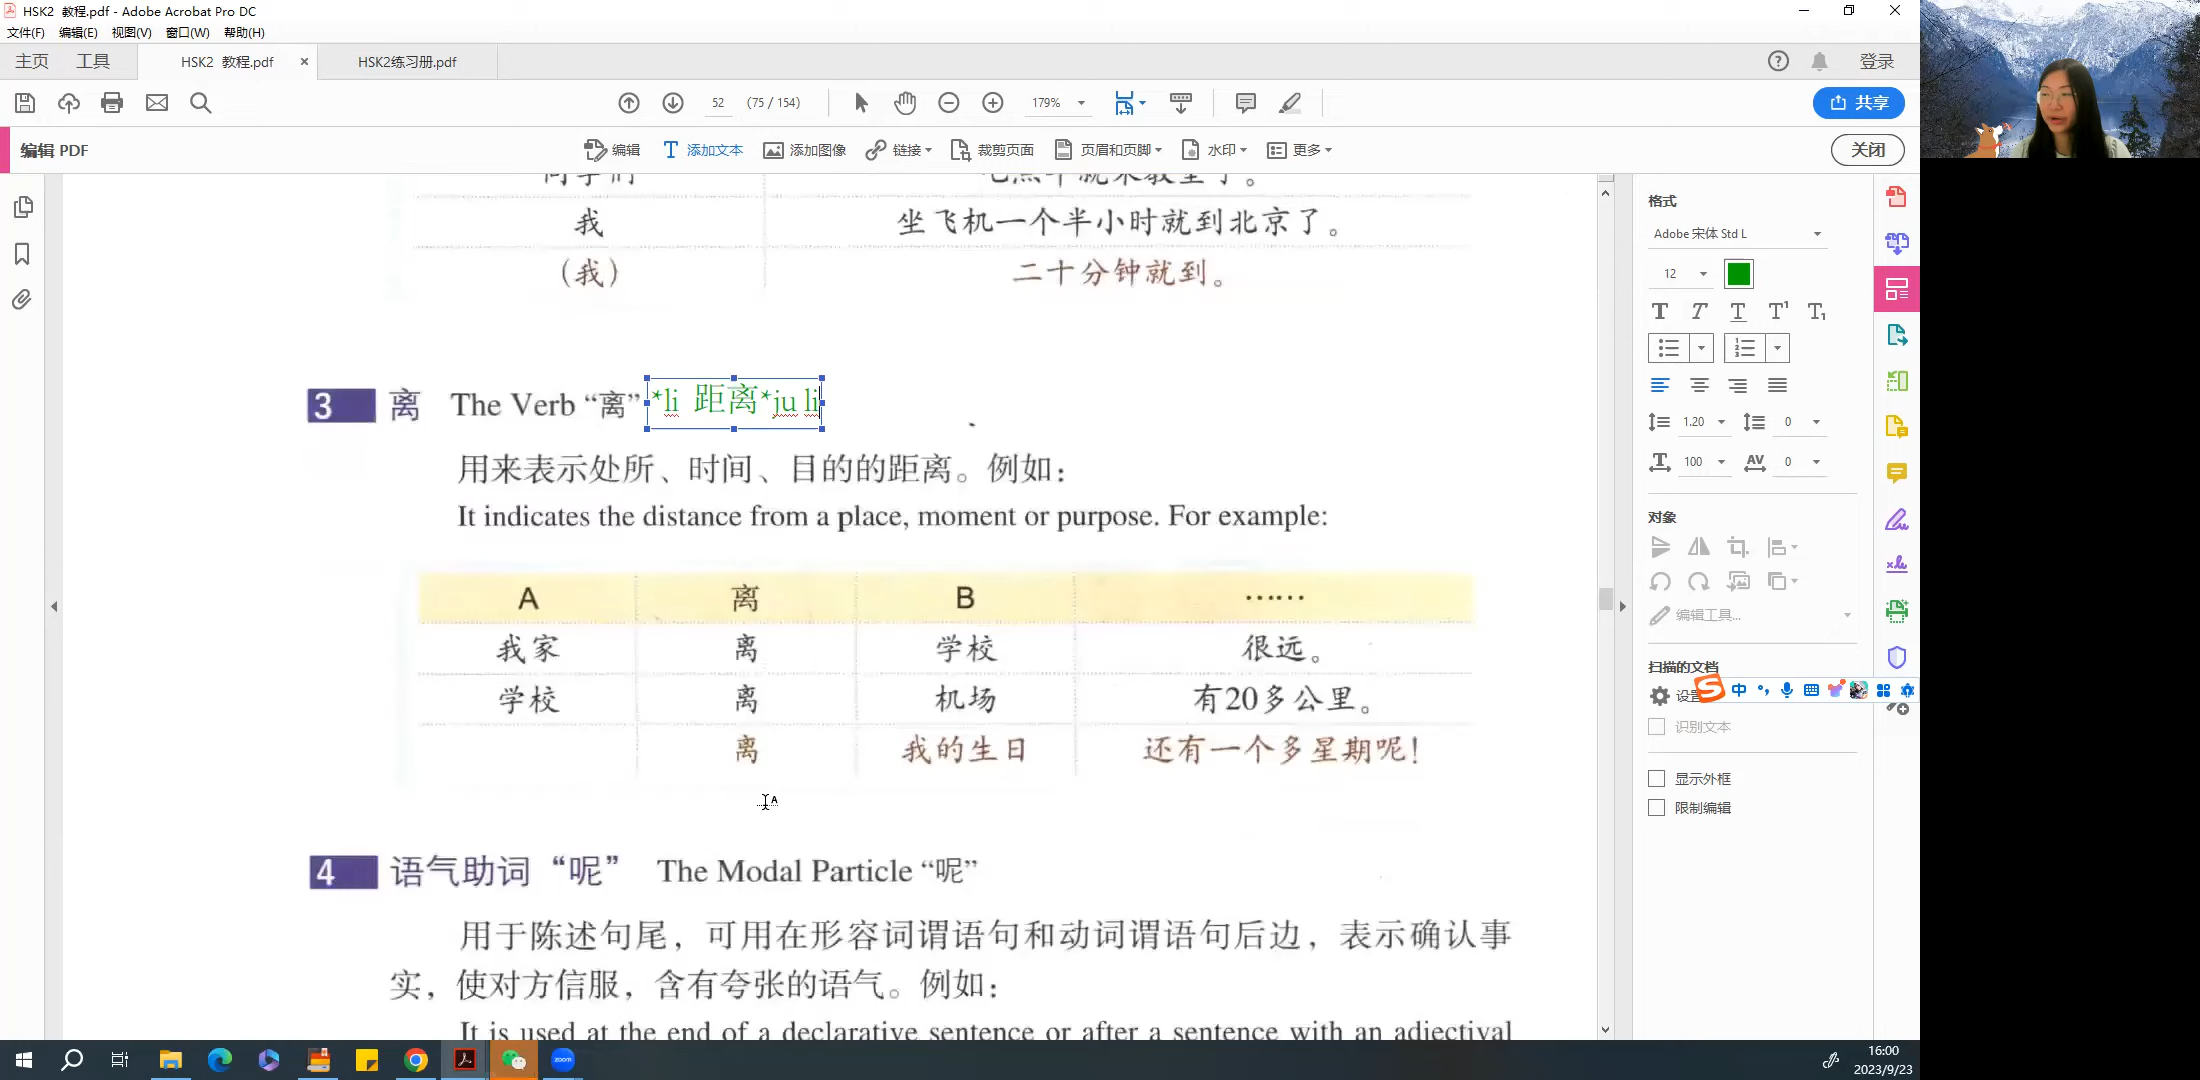 HSK2 教程.pdf - Adobe Acrobat Pro DC
文件(F) 编辑(E) 视图(V) 窗口(W) 帮助(H)
主页 工具 HSK2 教程.pdf × HSK2练习册.pdf 登录
52 (75 / 154) 179% 共享
编辑 PDF 编辑 添加文本 添加图像 链接 裁剪页面 页眉和页脚 水印 更多 关闭
我 坐飞机一个半小时就到北京了。
（我） 二十分钟就到。
3 离 The Verb “离” *li 距离*ju li
用来表示处所、时间、目的的距离。例如：
It indicates the distance from a place, moment or purpose. For example:
A 离 B ……
我家 离 学校 很远。
学校 离 机场 有20多公里。
离 我的生日 还有一个多星期呢！
4 语气助词“呢” The Modal Particle “呢”
用于陈述句尾，可用在形容词谓语句和动词谓语句后边，表示确认事
实，使对方信服，含有夸张的语气。例如：
It is used at the end of a declarative sentence or after a sentence with an adjectival
格式
Adobe 宋体 Std L
12
1.20 0
100 0
对象
编辑工具...
扫描的文档
中
识别文本
显示外框
限制编辑
zoom
16:00
2023/9/23